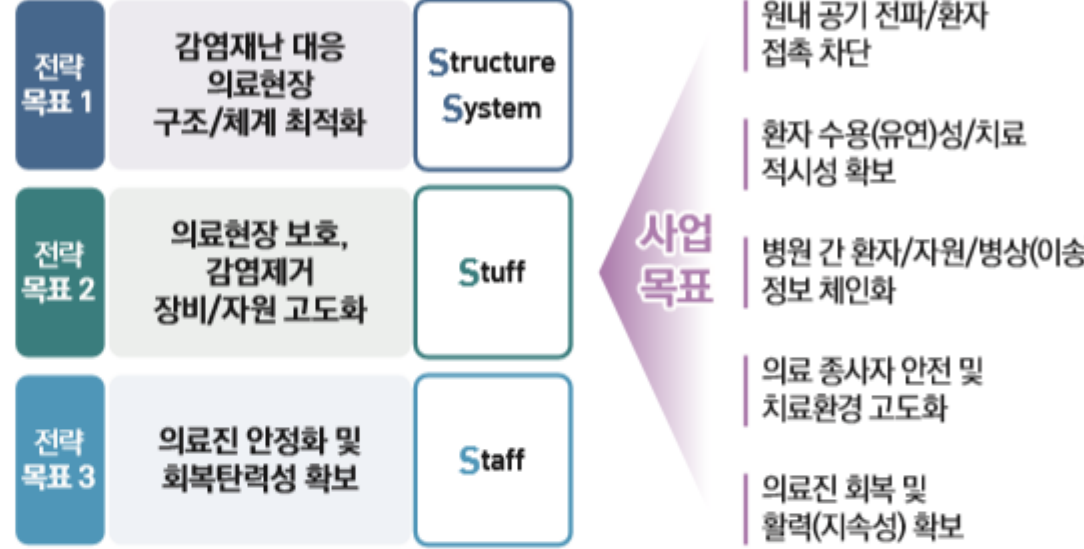 전략
목표 1
감염재난 대응
의료현장
구조/체계 최적화
Structure
System
전략
목표 2
의료현장 보호,
감염제거
장비/자원 고도화
Stuff
전략
목표 3
의료진 안정화 및
회복탄력성 확보
Staff
사업
목표
원내 공기 전파/환자
접촉 차단
환자 수용(유연)성/치료
적시성 확보
병원 간 환자/자원/병상(이송
정보 체인화
의료 종사자 안전 및
치료환경 고도화
의료진 회복 및
활력(지속성) 확보